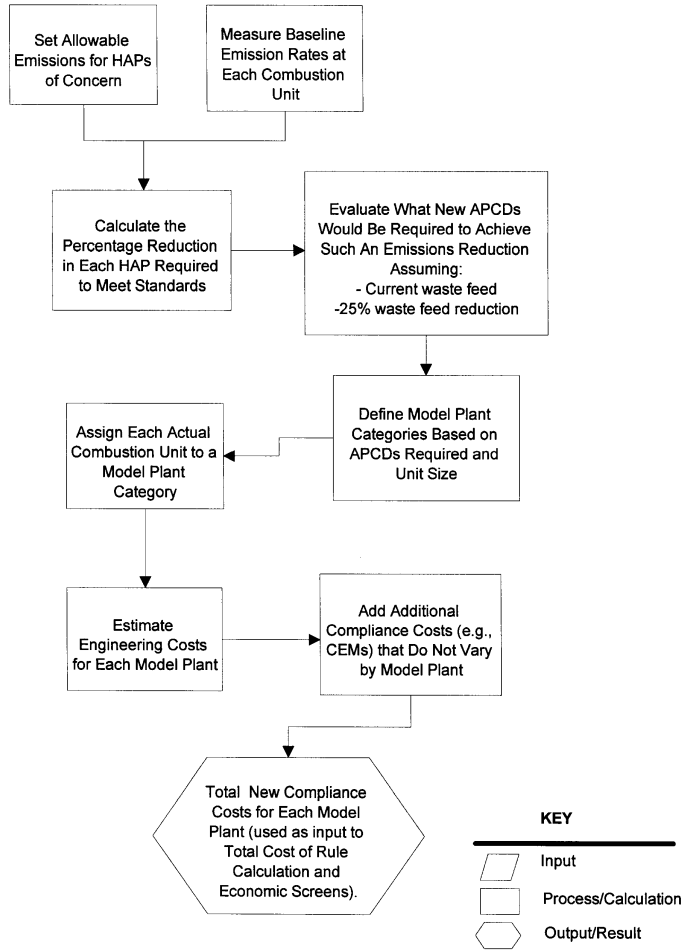 Set Allowable
Emissions for HAPs
of Concern
Measure Baseline
Emission Rates at
Each Combustion
Unit
Calculate the
Percentage Reduction
in Each HAP Required
to Meet Standards
Evaluate What New APCDs
Would Be Required to Achieve
Such An Emissions Reduction
Assuming:
- Current waste feed
-25% waste feed reduction
Define Model Plant
Categories Based on
APCDs Required and
Unit Size
Assign Each Actual
Combustion Unit to a
Model Plant
Category
Estimate
Engineering Costs
for Each Model Plant
Add Additional
Compliance Costs (e.g.,
CEMs) that Do Not Vary
by Model Plant
Total New Compliance
Costs for Each Model
Plant (used as input to
Total Cost of Rule
Calculation and
Economic Screens).
KEY
Input
Process/Calculation
Output/Result